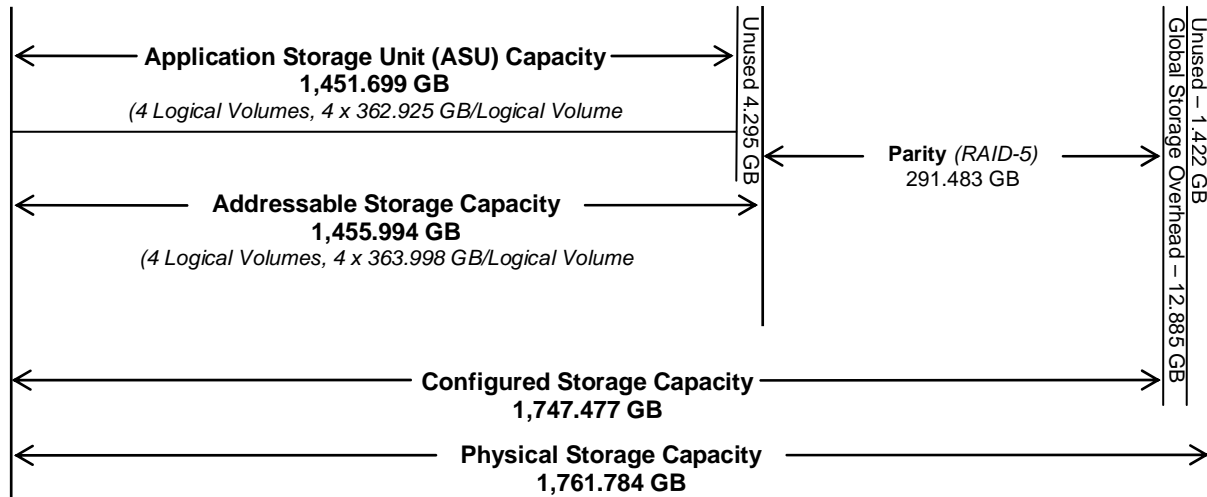 Application Storage Unit (ASU) Capacity
1,451.699 GB
(4 Logical Volumes, 4 x 362.925 GB/Logical Volume
Unused 4.295 GB
Parity (RAID-5)
291.483 GB
Unused – 1.422 GB
Global Storage Overhead – 12.885 GB
Addressable Storage Capacity
1,455.994 GB
(4 Logical Volumes, 4 x 363.998 GB/Logical Volume
Configured Storage Capacity
1,747.477 GB
Physical Storage Capacity
1,761.784 GB